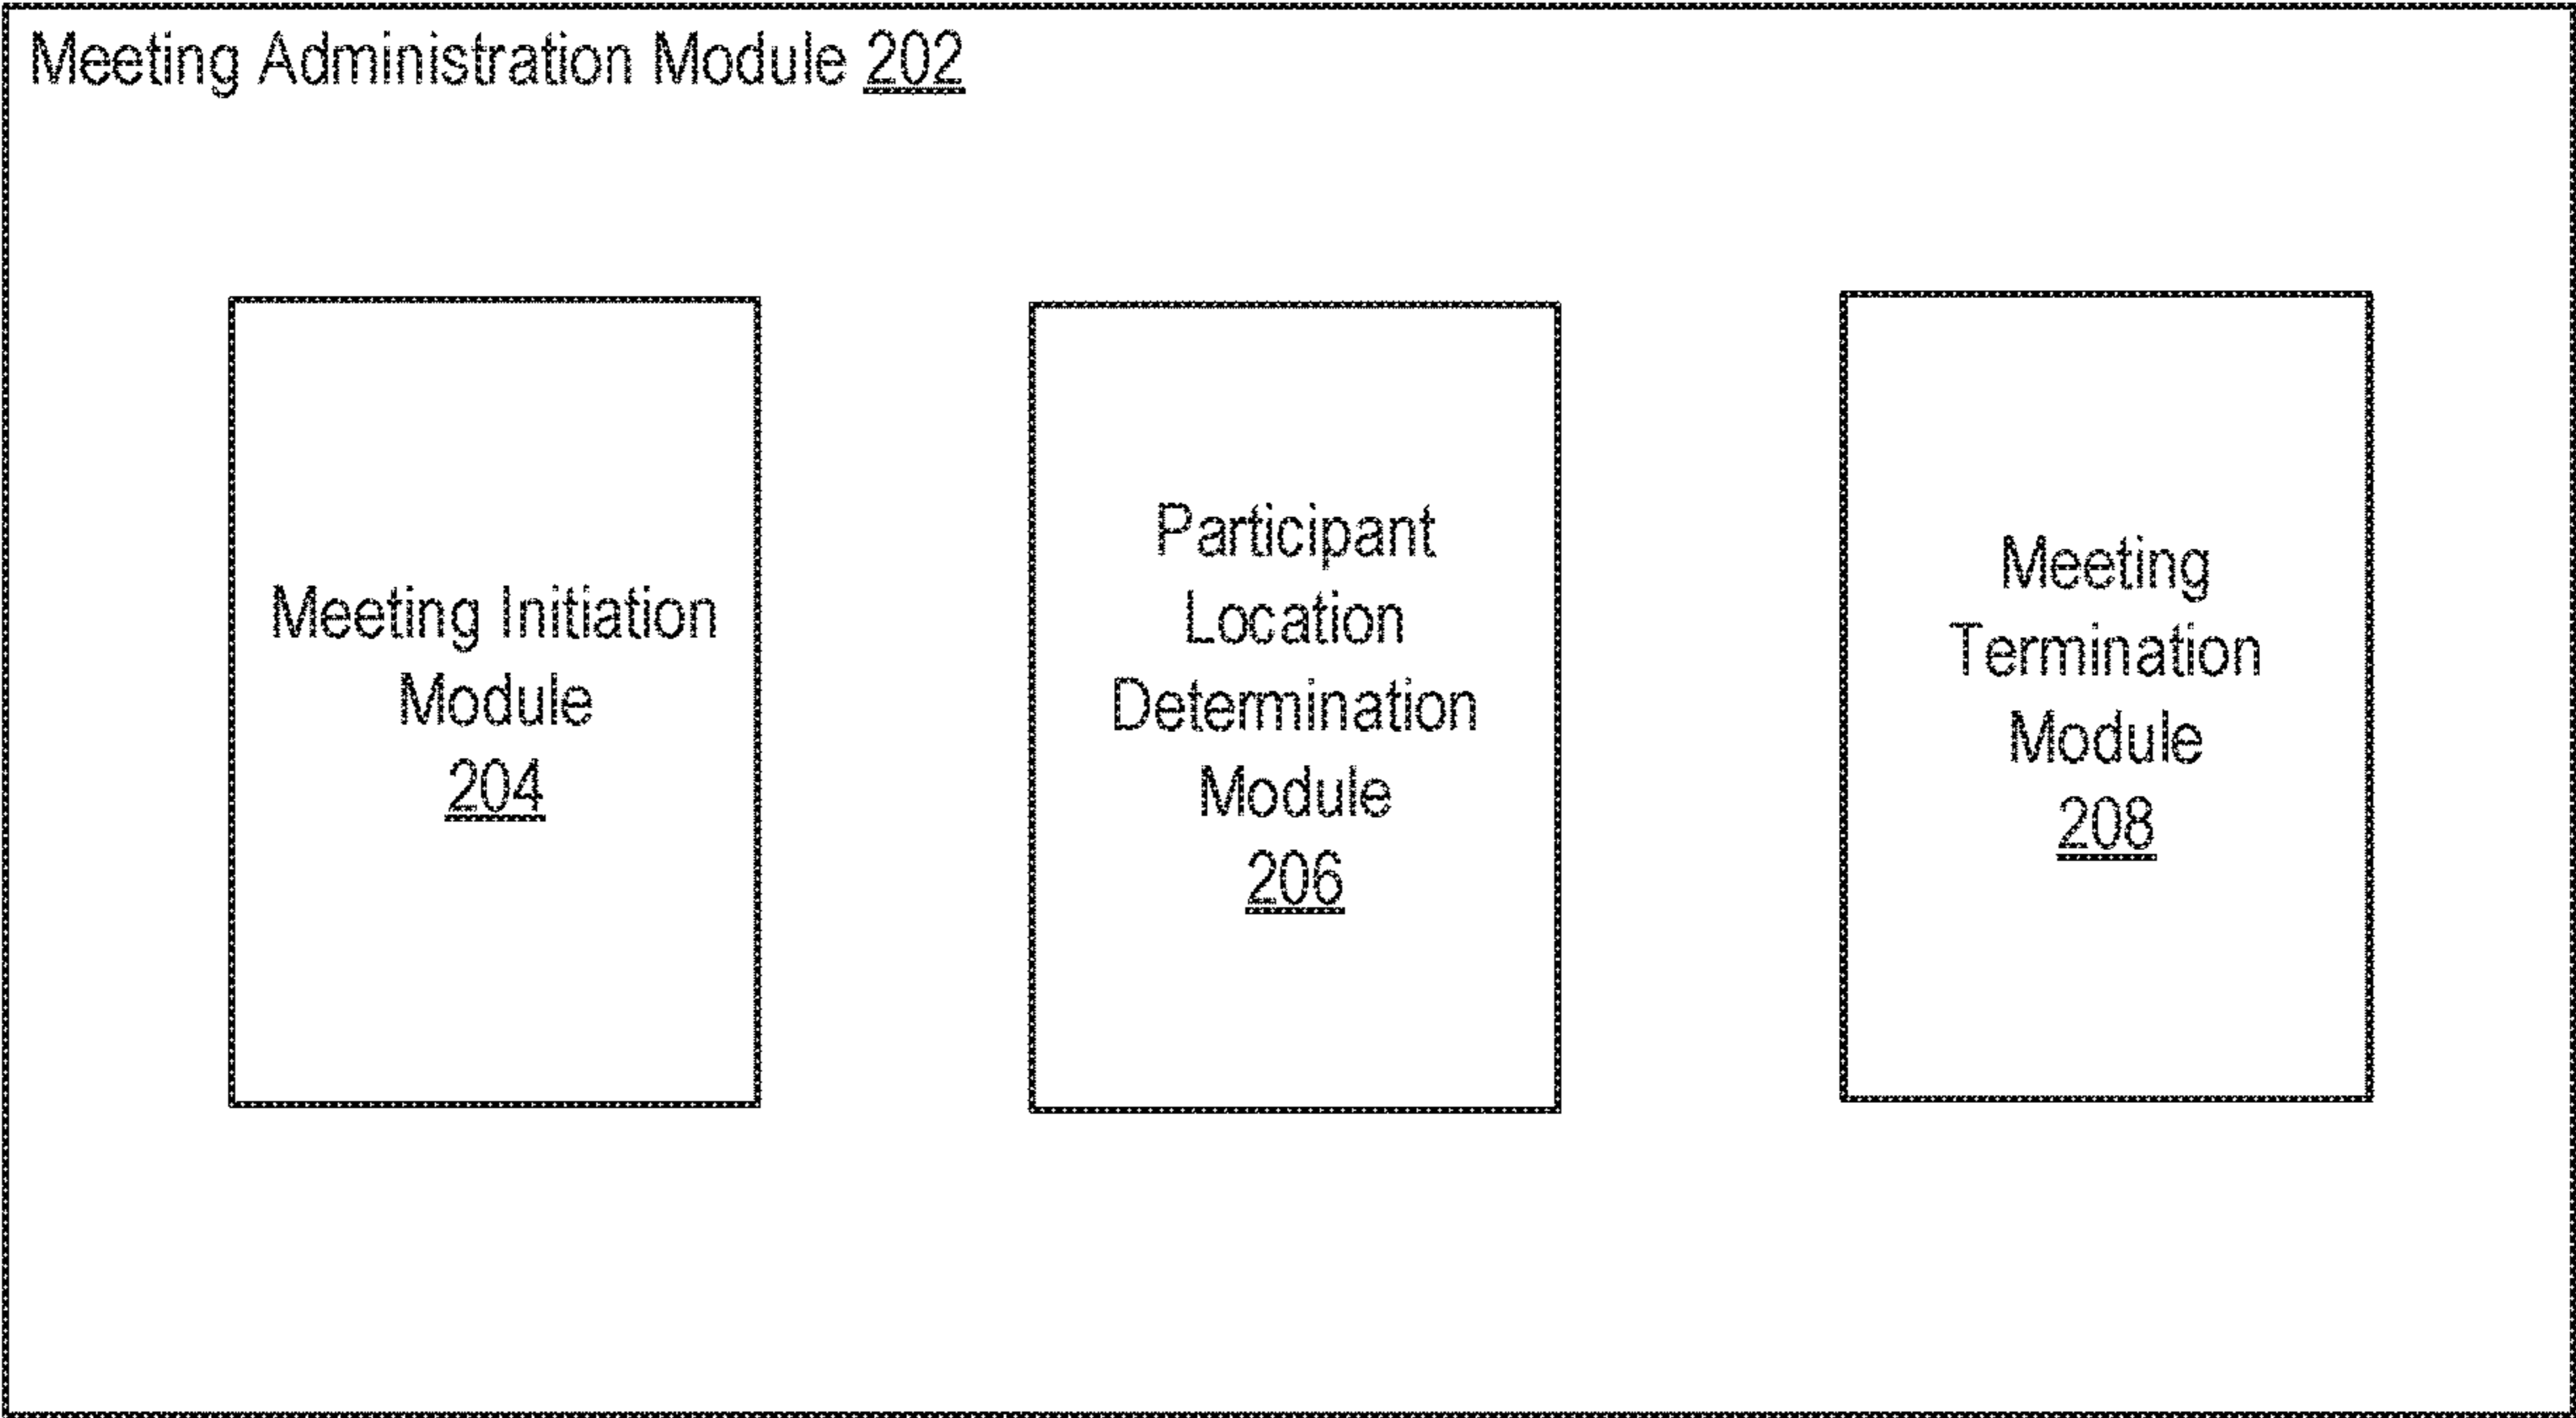 Meeting Administration Module 202
Meeting Initiation
Module
204
Participant
Location
Determination
Module
206
Meeting
Termination
Module
208